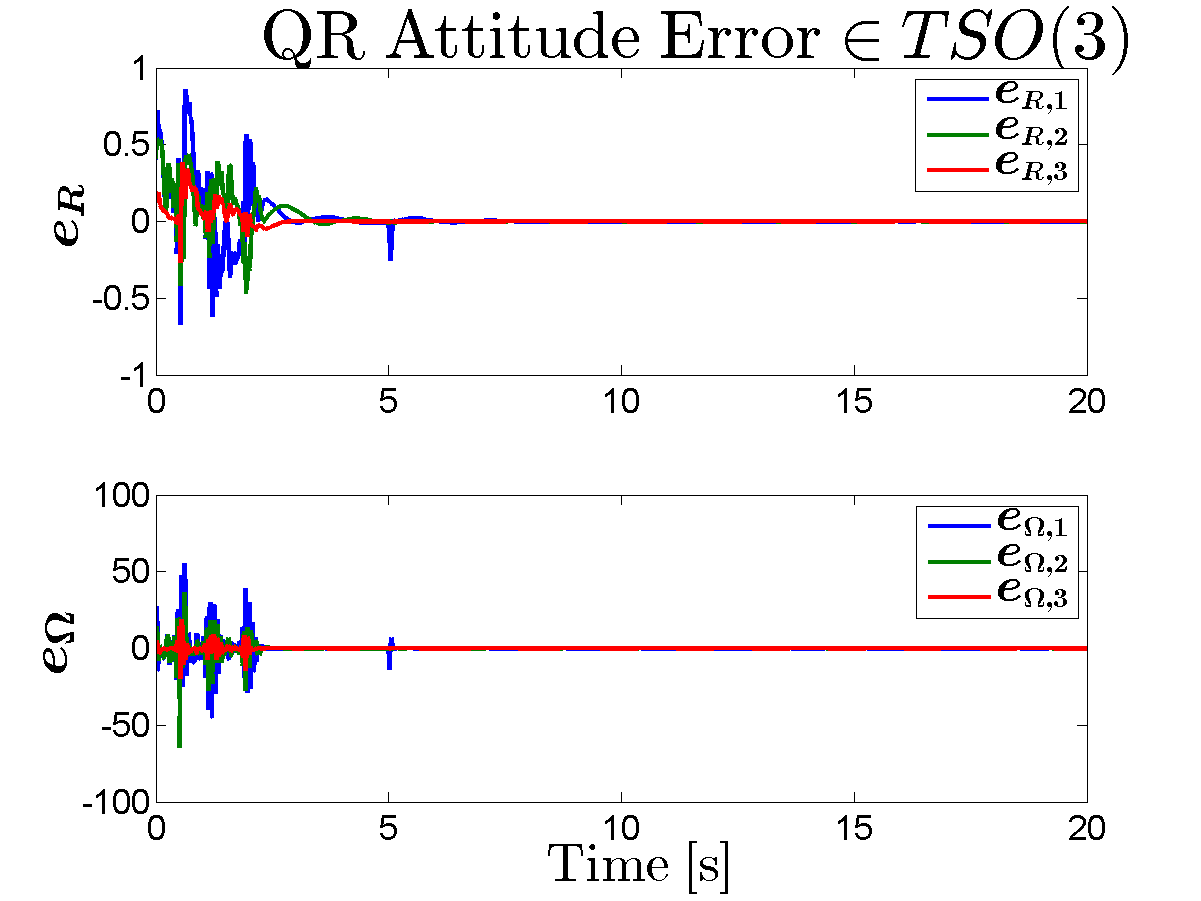 QR Attitude Error ∈ TSO(3)
1
0.5
0
-0.5
-1
e_R
e_{R,1}
e_{R,2}
e_{R,3}
0 5 10 15 20
100
50
0
-50
-100
e_Ω
e_{Ω,1}
e_{Ω,2}
e_{Ω,3}
0 5 10 15 20
Time [s]